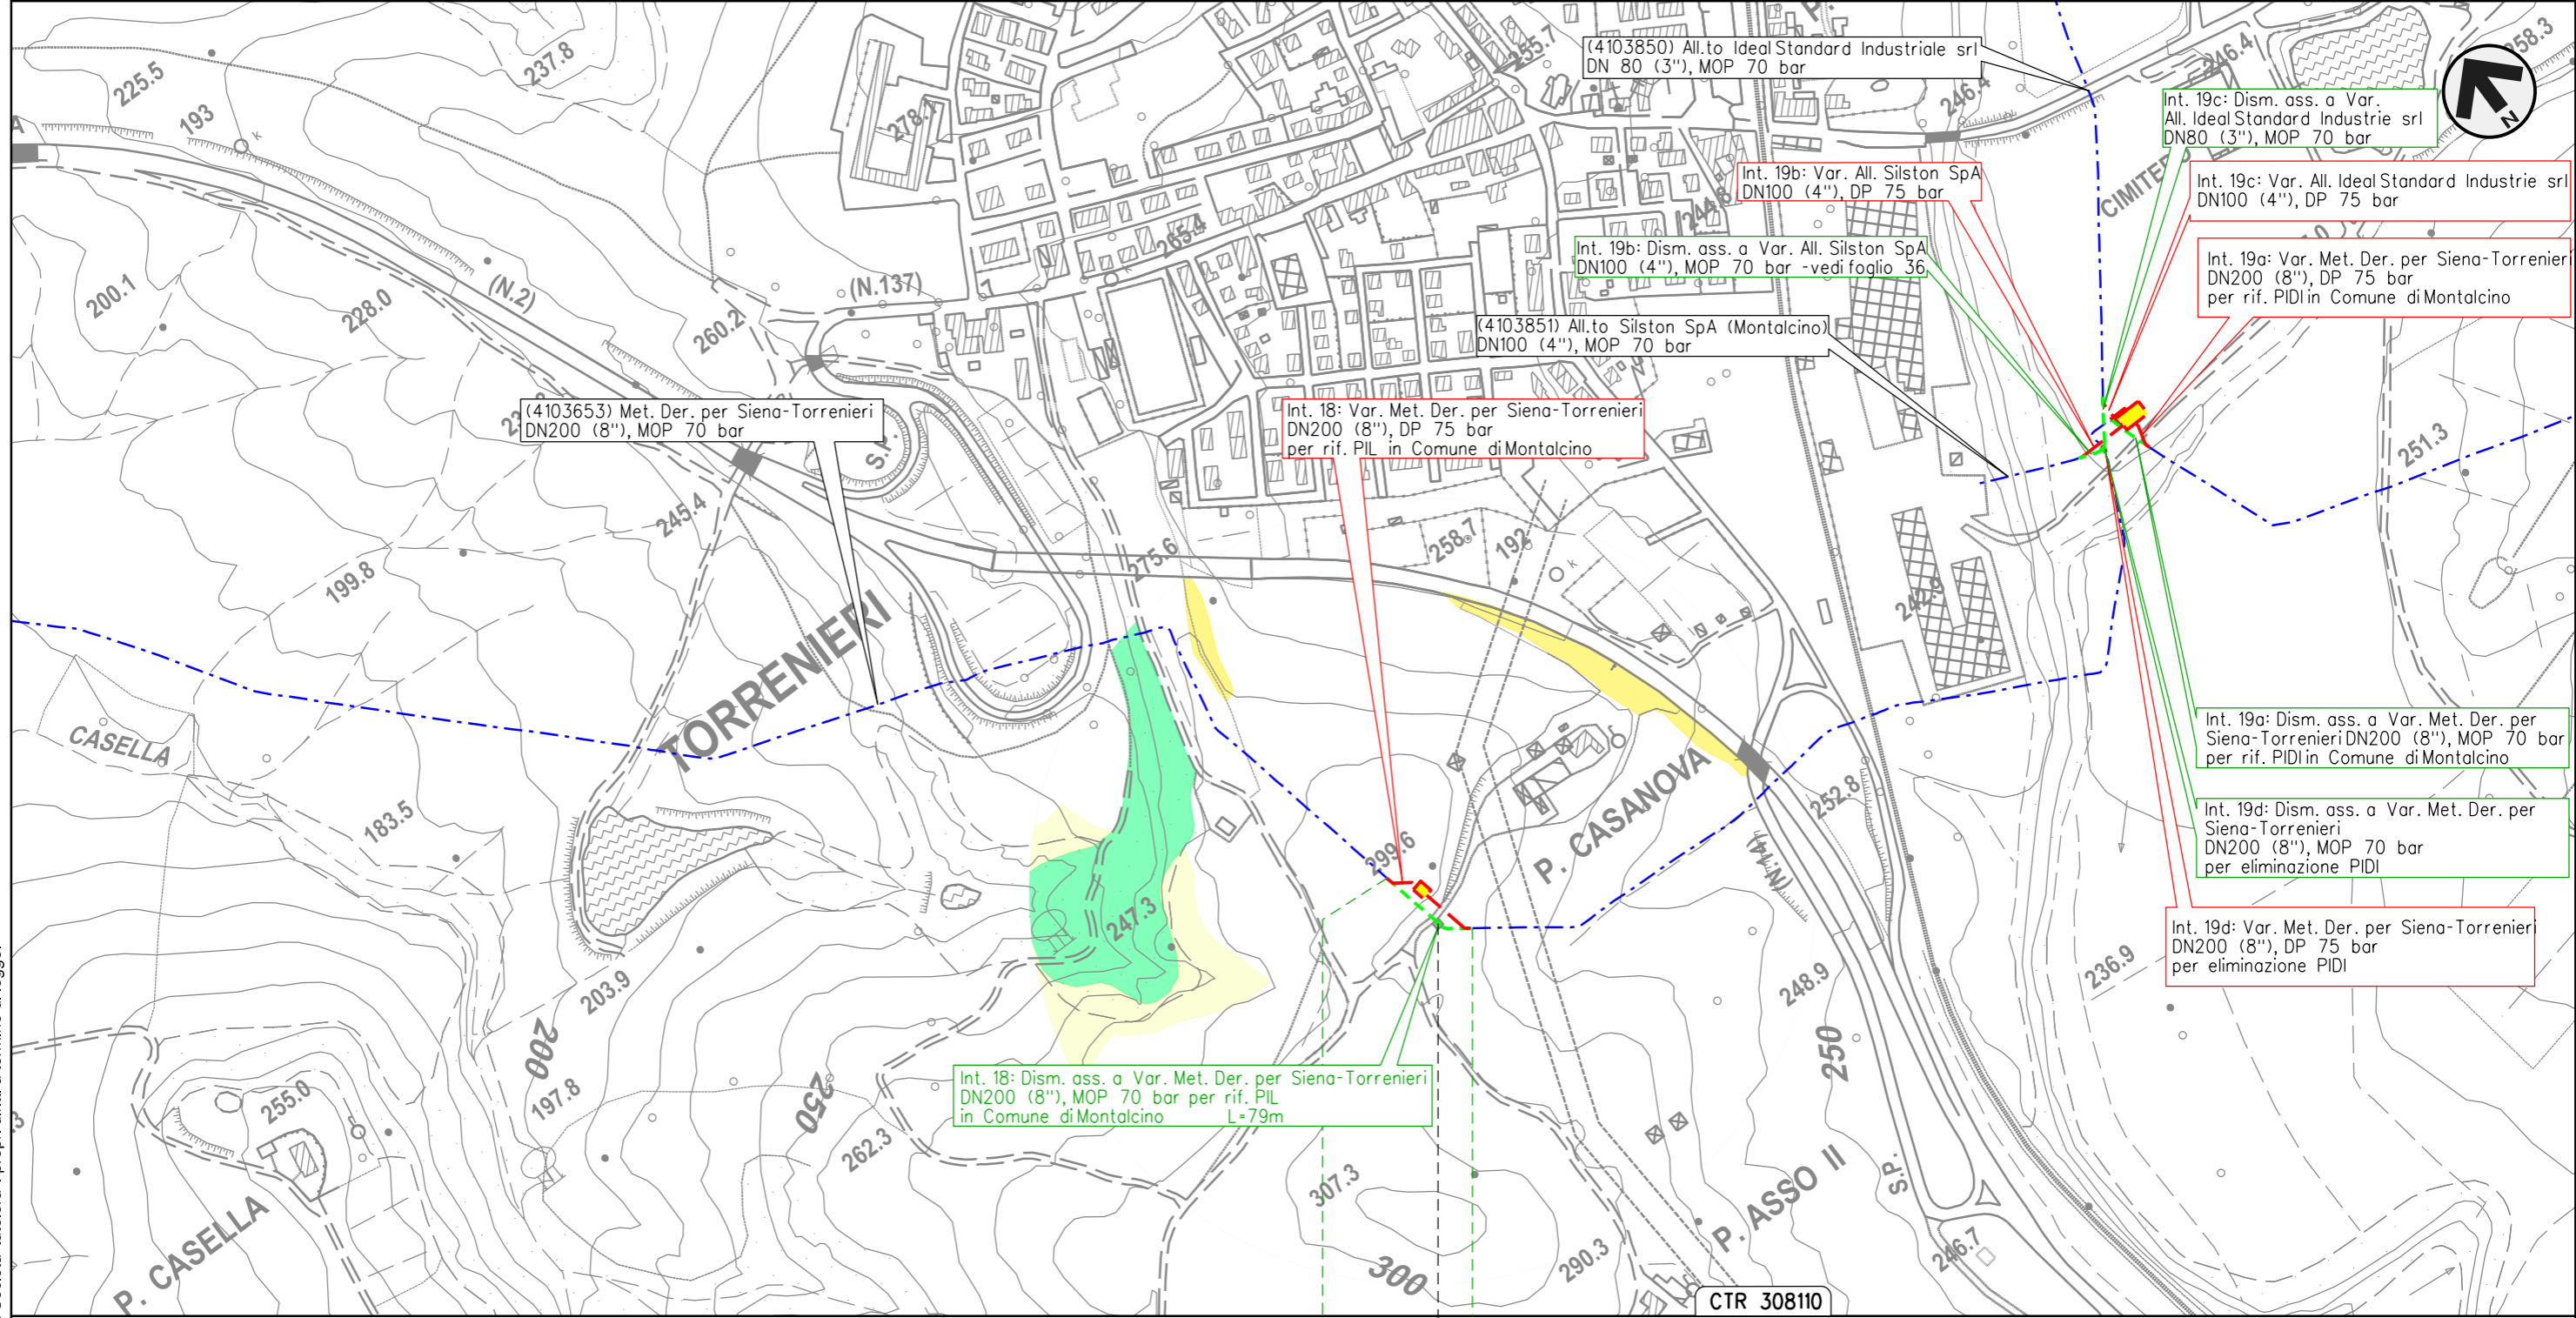 (4103850) All.to Ideal Standard Industriale srl
DN 80 (3"), MOP 70 bar
Int. 19c: Dism. ass. a Var.
All. Ideal Standard Industrie srl
DN80 (3"), MOP 70 bar
Int. 19b: Var. All. Silston SpA
DN100 (4"), DP 75 bar
Int. 19c: Var. All. Ideal Standard Industrie srl
DN100 (4"), DP 75 bar
Int. 19b: Dism. ass. a Var. All. Silston SpA
DN100 (4"), MOP 70 bar -vedi foglio 36
Int. 19a: Var. Met. Der. per Siena-Torrenieri
DN200 (8"), DP 75 bar
per rif. PIDI in Comune di Montalcino
(4103851) All.to Silston SpA (Montalcino)
DN100 (4"), MOP 70 bar
(4103653) Met. Der. per Siena-Torrenieri
DN200 (8"), MOP 70 bar
Int. 18: Var. Met. Der. per Siena-Torrenieri
DN200 (8"), DP 75 bar
per rif. PIL in Comune di Montalcino
Int. 19a: Dism. ass. a Var. Met. Der. per
Siena-Torrenieri DN200 (8"), MOP 70 bar
per rif. PIDI in Comune di Montalcino
Int. 19d: Dism. ass. a Var. Met. Der. per
Siena-Torrenieri
DN200 (8"), MOP 70 bar
per eliminazione PIDI
Int. 19d: Var. Met. Der. per Siena-Torrenieri
DN200 (8"), DP 75 bar
per eliminazione PIDI
Int. 18: Dism. ass. a Var. Met. Der. per Siena-Torrenieri
DN200 (8"), MOP 70 bar per rif. PIL
in Comune di Montalcino L=79m
CTR 308110
N
225.5
193
k
237.8
278.7
255.7
246.4
246.4
258.3
200.1
228.0
(N.2)
260.2
(N.137)
265.4
244.8
245.4
S.P.
199.8
275.6
258.7
192
k
242.9
251.3
TORRENIERI
CASELLA
183.5
299.6
P. CASANOVA
252.8
247.3
203.9
200
197.8
250
262.3
255.0
P. CASELLA
307.3
300
290.3
248.9
250
236.9
P. ASSO II
S.P.
246.7